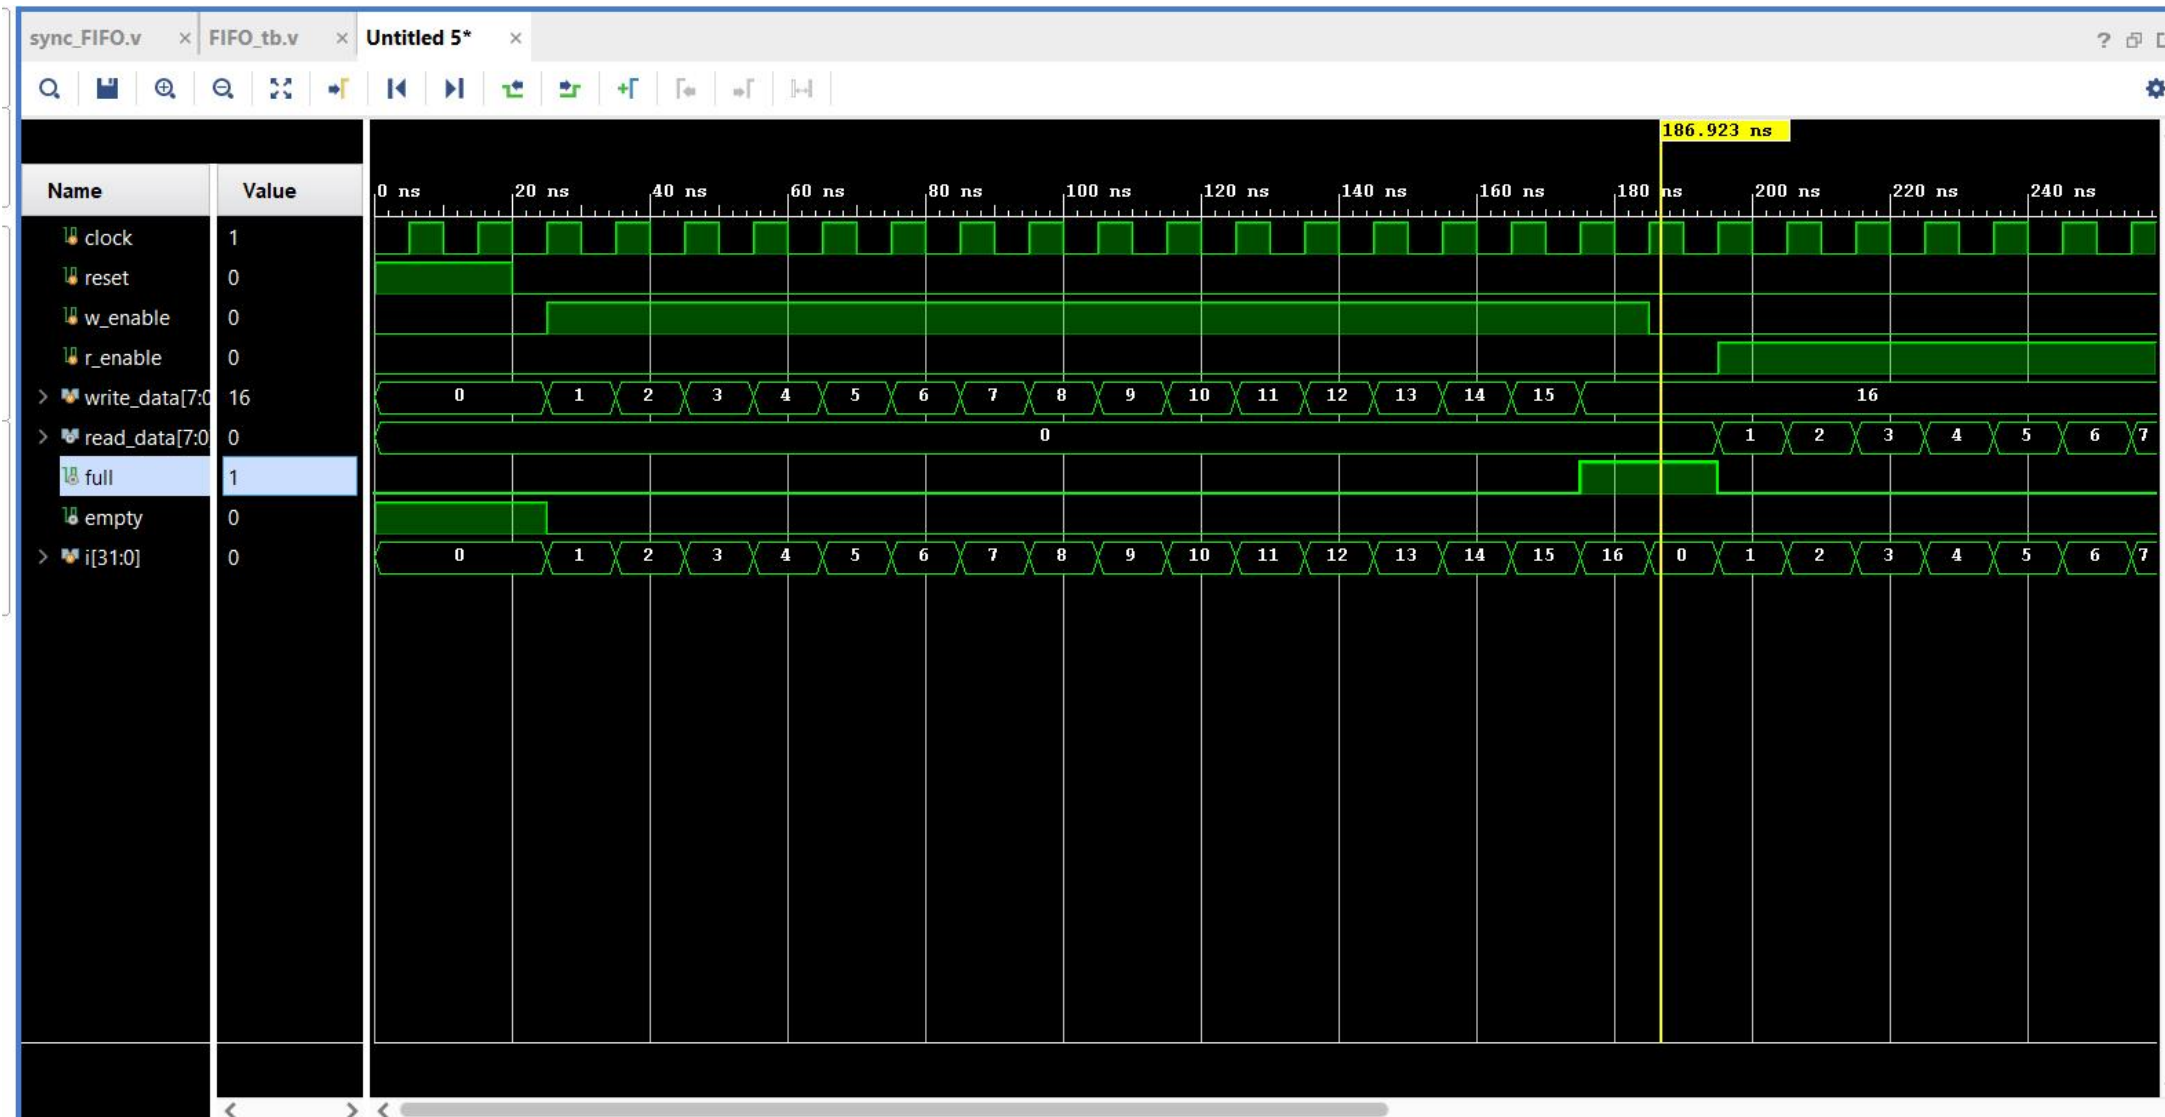 sync_FIFO.v × FIFO_tb.v × Untitled 5* × ?
186.923 ns
Name Value 0 ns 20 ns 40 ns 60 ns 80 ns 100 ns 120 ns 140 ns 160 ns 180 ns 200 ns 220 ns 240 ns
clock 1
reset 0
w_enable 0
r_enable 0
write_data[7:0 16 0 1 2 3 4 5 6 7 8 9 10 11 12 13 14 15 16
read_data[7:0 0 0 1 2 3 4 5 6 7
full 1
empty 0
i[31:0] 0 0 1 2 3 4 5 6 7 8 9 10 11 12 13 14 15 16 0 1 2 3 4 5 6 7